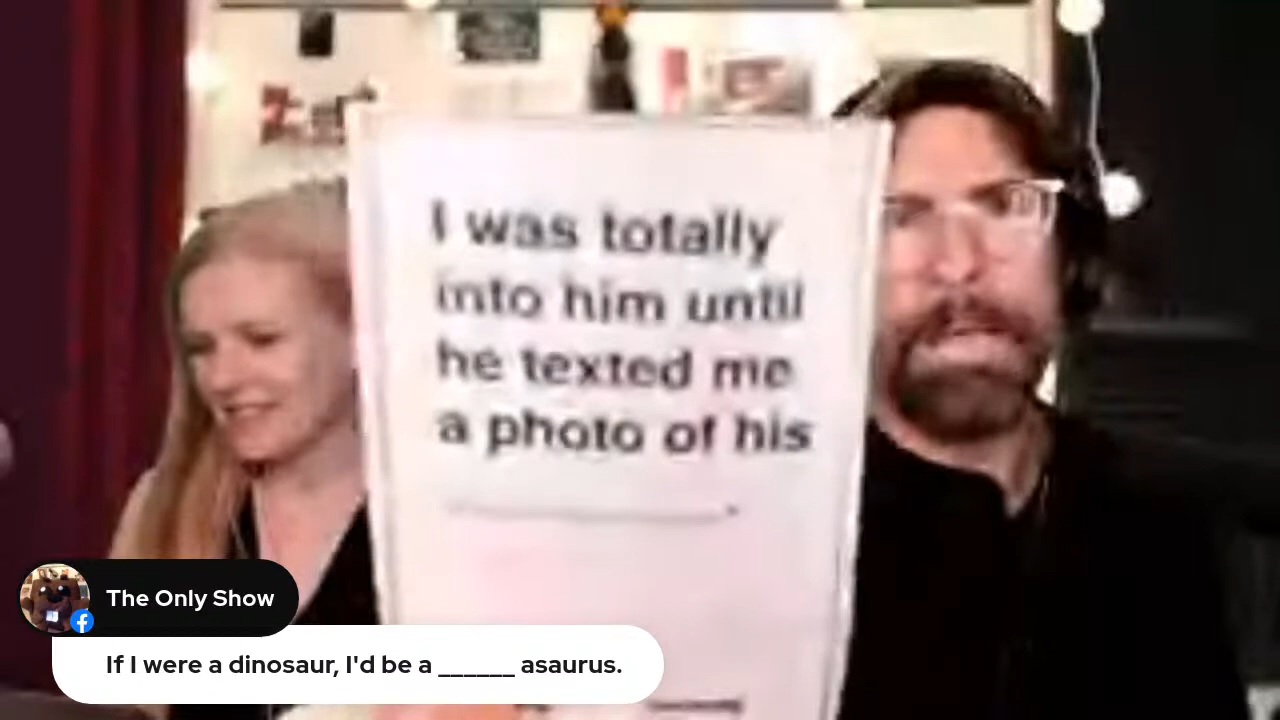 I was totally
into him until
he texted me
a photo of his
____________.
The Only Show
If I were a dinosaur, I'd be a ______ asaurus.